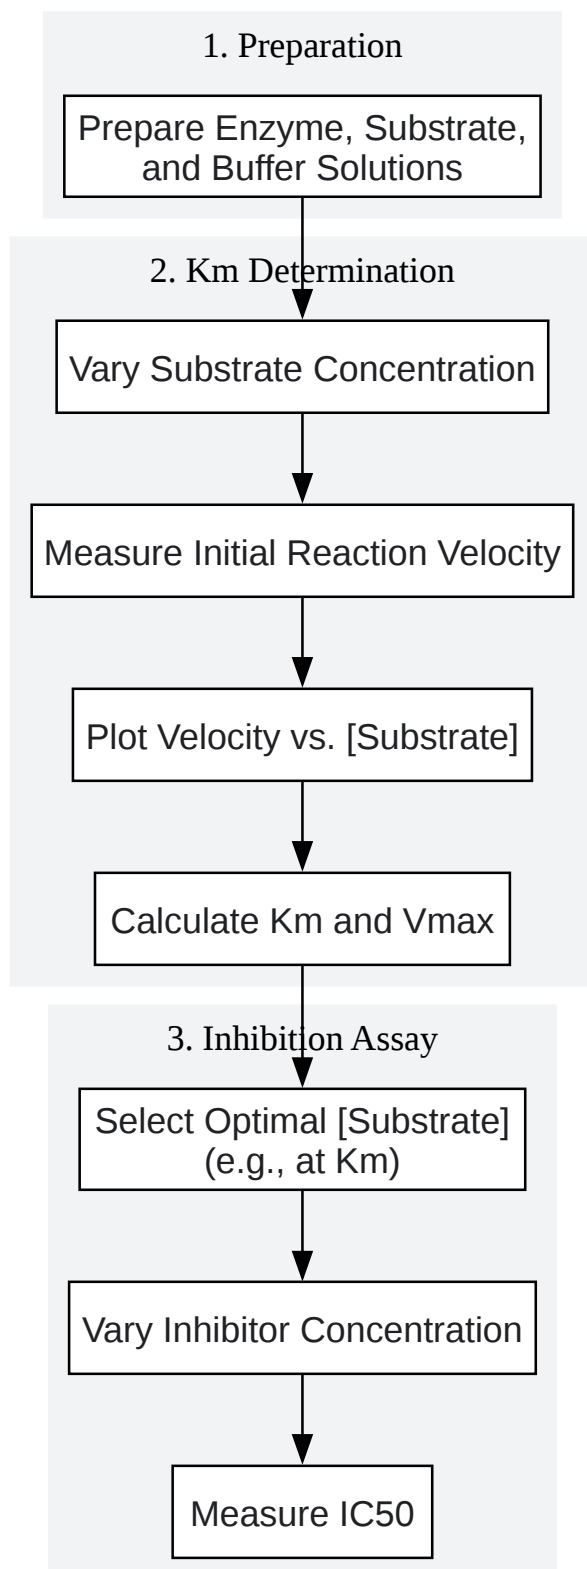 1. Preparation
Prepare Enzyme, Substrate,
and Buffer Solutions
2. Km Determination
Vary Substrate Concentration
Measure Initial Reaction Velocity
Plot Velocity vs. [Substrate]
Calculate Km and Vmax
3. Inhibition Assay
Select Optimal [Substrate]
(e.g., at Km)
Vary Inhibitor Concentration
Measure IC50